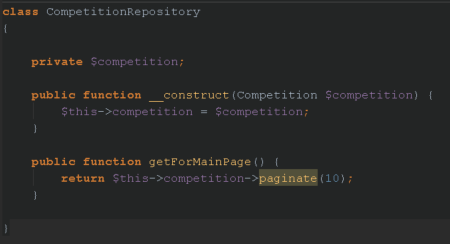 class CompetitionRepository
{
private $competition;
public function __construct(Competition $competition) {
$this->competition = $competition;
}
public function getForMainPage() {
return $this->competition->paginate(10);
}
}